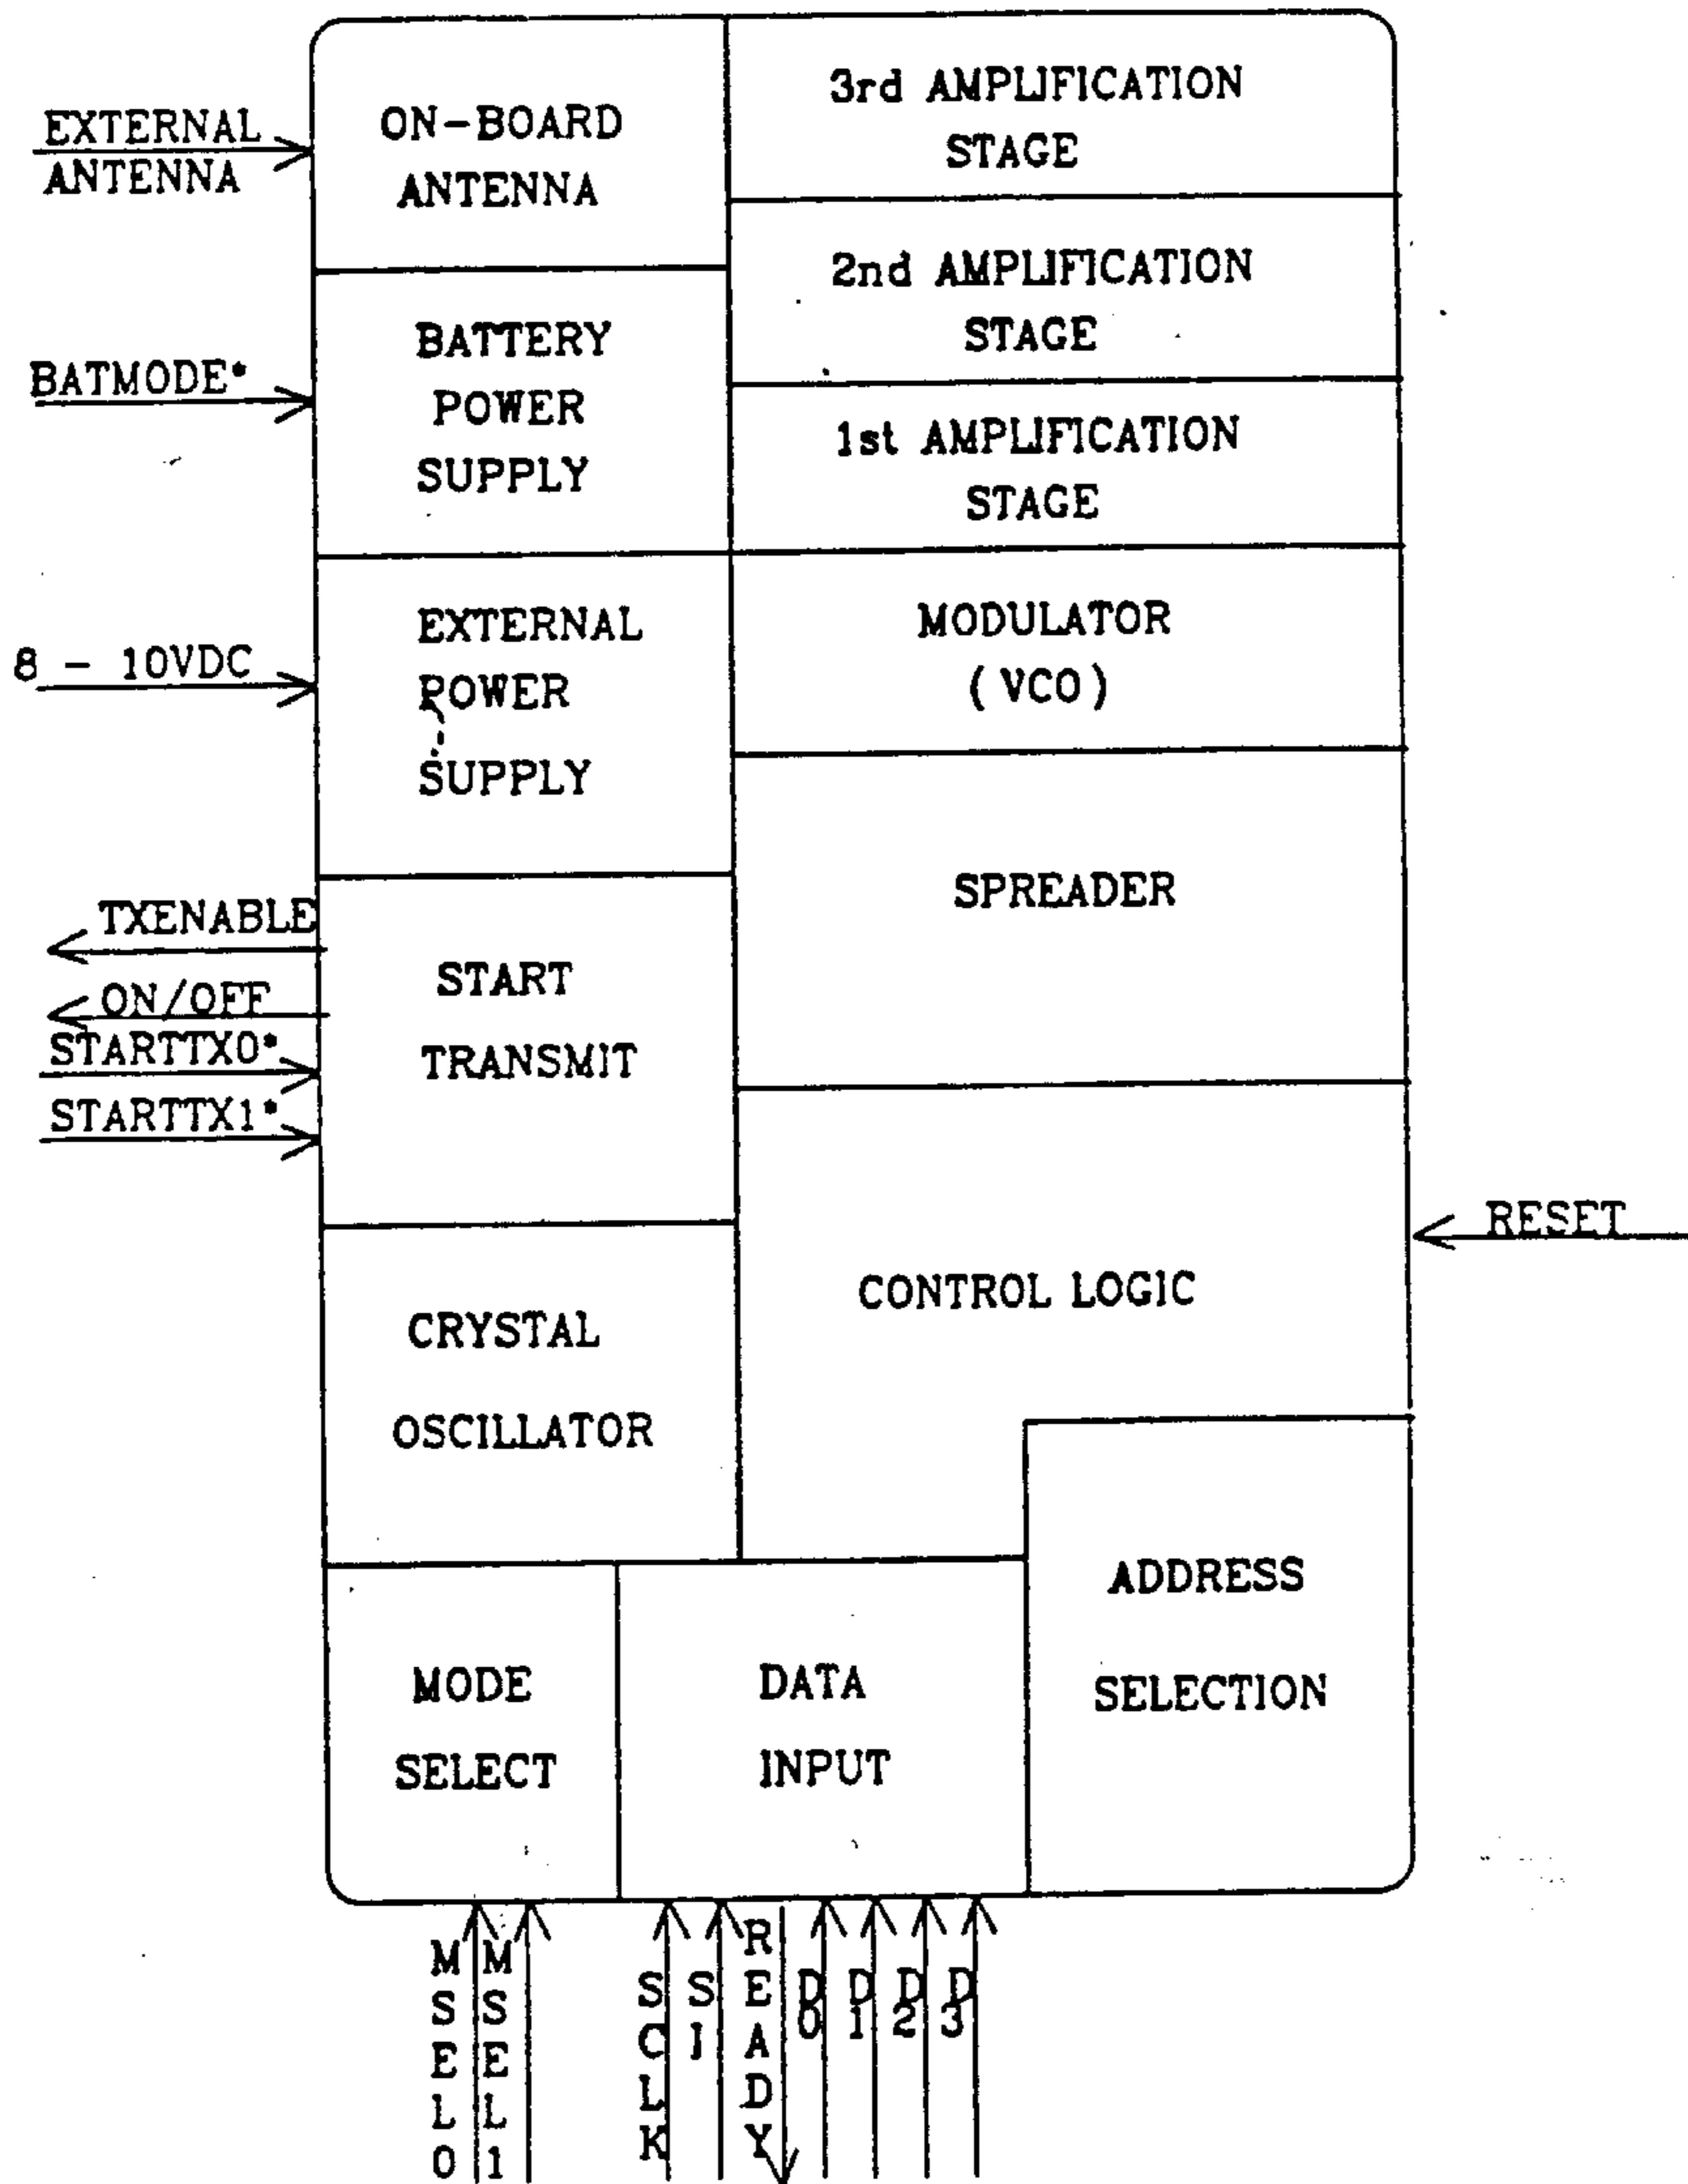 EXTERNAL
ANTENNA
ON-BOARD
ANTENNA
3rd AMPLIFICATION
STAGE
2nd AMPLIFICATION
STAGE
BATMODE*
BATTERY
POWER
SUPPLY
1st AMPLIFICATION
STAGE
8 - 10VDC
EXTERNAL
POWER
SUPPLY
MODULATOR
(VCO)
SPREADER
TXENABLE
ON/OFF
STARTTX0*
STARTTX1*
START
TRANSMIT
CONTROL LOGIC
RESET
CRYSTAL
OSCILLATOR
ADDRESS
SELECTION
MODE
SELECT
DATA
INPUT
MSEL0
MSEL1
SCLK
SI
READY
D0
D1
D2
D3